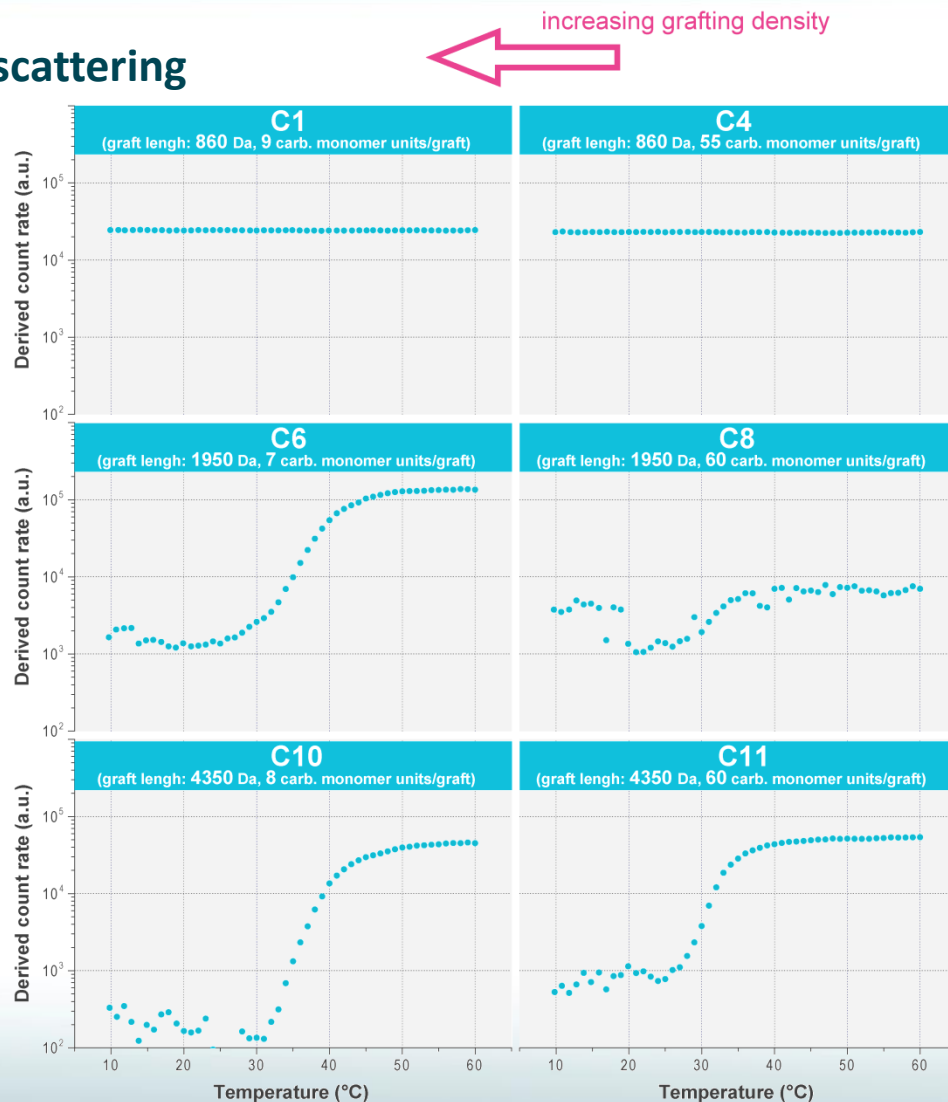 increasing grafting density
scattering
C1
(graft lengh: 860 Da, 9 carb. monomer units/graft)
C4
(graft lengh: 860 Da, 55 carb. monomer units/graft)
Derived count rate (a.u.)
10⁵
10⁴
10³
10²
C6
(graft lengh: 1950 Da, 7 carb. monomer units/graft)
C8
(graft lengh: 1950 Da, 60 carb. monomer units/graft)
Derived count rate (a.u.)
10⁵
10⁴
10³
10²
C10
(graft lengh: 4350 Da, 8 carb. monomer units/graft)
C11
(graft lengh: 4350 Da, 60 carb. monomer units/graft)
Derived count rate (a.u.)
10⁵
10⁴
10³
10²
10 20 30 40 50 60
10 20 30 40 50 60
Temperature (°C)
Temperature (°C)